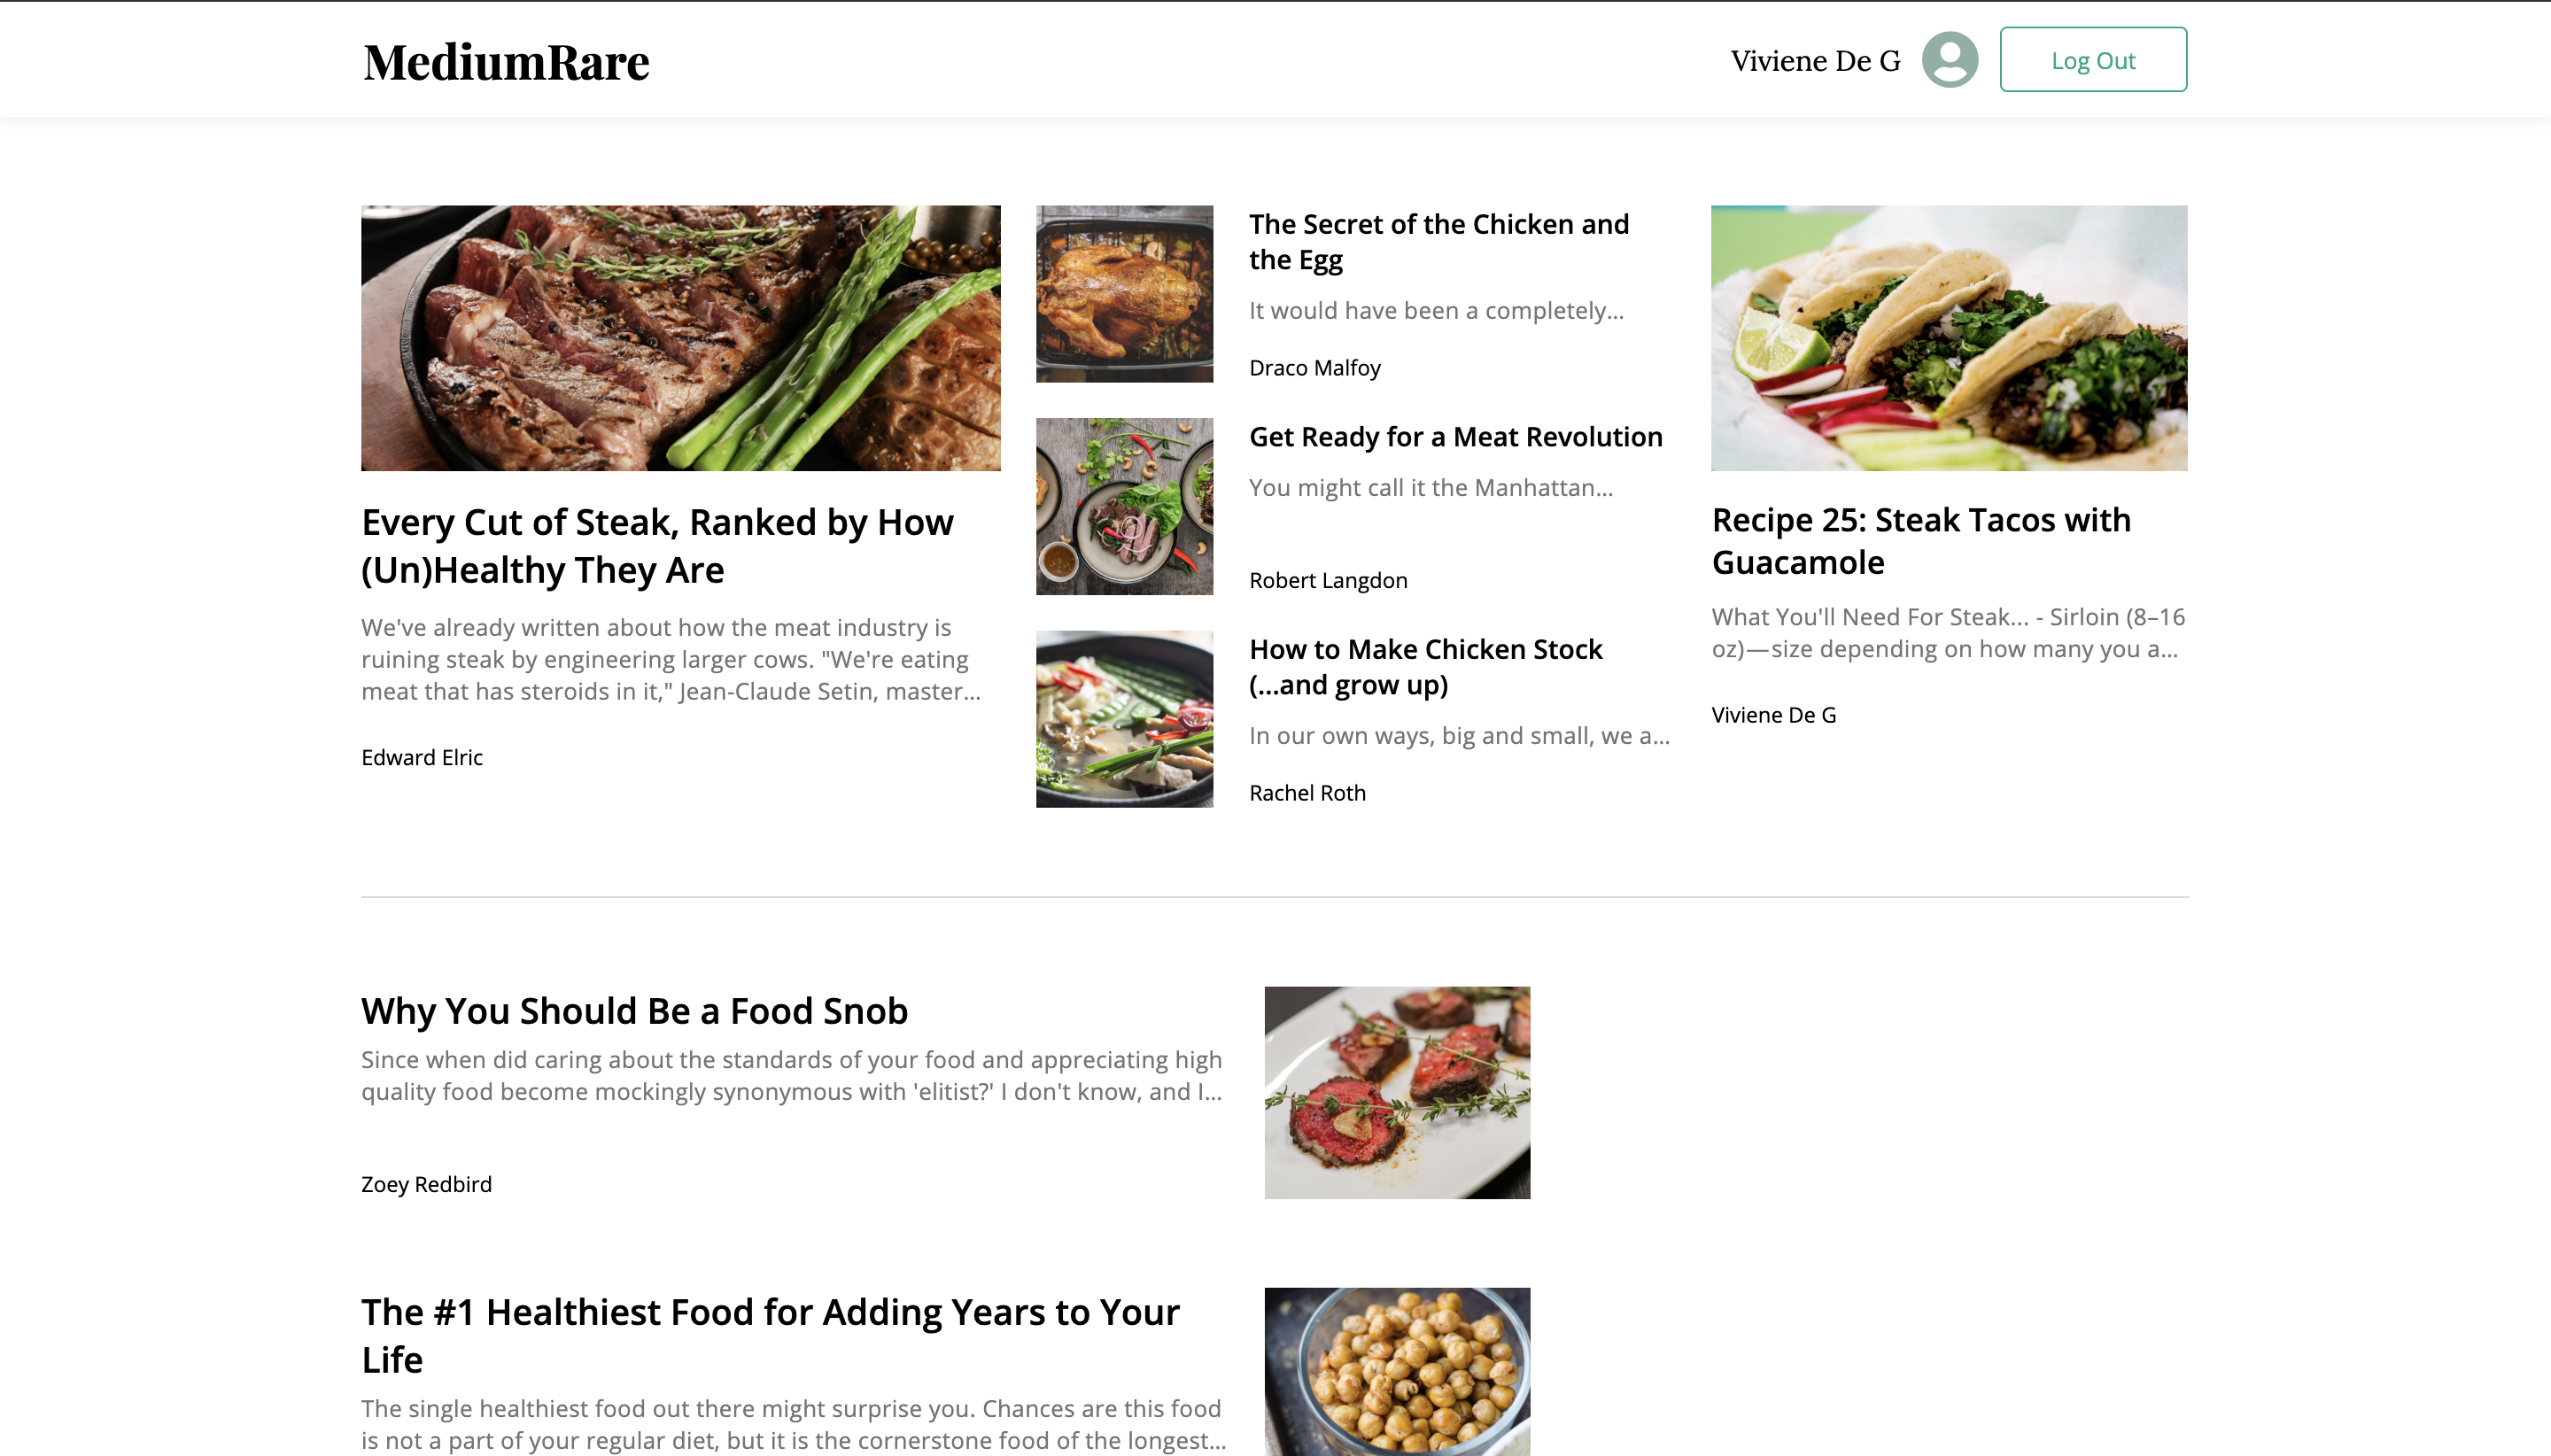 MediumRare
Viviene De G
Log Out
Every Cut of Steak, Ranked by How
(Un)Healthy They Are
We've already written about how the meat industry is
ruining steak by engineering larger cows. "We're eating
meat that has steroids in it," Jean-Claude Setin, master...
Edward Elric
The Secret of the Chicken and
the Egg
It would have been a completely...
Draco Malfoy
Get Ready for a Meat Revolution
You might call it the Manhattan...
Robert Langdon
How to Make Chicken Stock
(...and grow up)
In our own ways, big and small, we a...
Rachel Roth
Recipe 25: Steak Tacos with
Guacamole
What You'll Need For Steak... - Sirloin (8–16
oz)—size depending on how many you a...
Viviene De G
Why You Should Be a Food Snob
Since when did caring about the standards of your food and appreciating high
quality food become mockingly synonymous with 'elitist?' I don't know, and I...
Zoey Redbird
The #1 Healthiest Food for Adding Years to Your
Life
The single healthiest food out there might surprise you. Chances are this food
is not a part of your regular diet, but it is the cornerstone food of the longest...